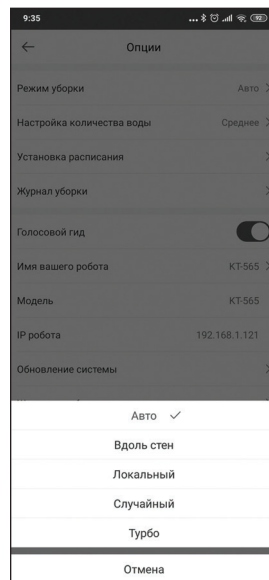 9:35
92
Опции
Режим уборки Авто
Настройка количества воды Среднее
Установка расписания
Журнал уборки
Голосовой гид
Имя вашего робота КТ-565
Модель КТ-565
IP робота 192.168.1.121
Обновление системы
Авто
Вдоль стен
Локальный
Случайный
Турбо
Отмена